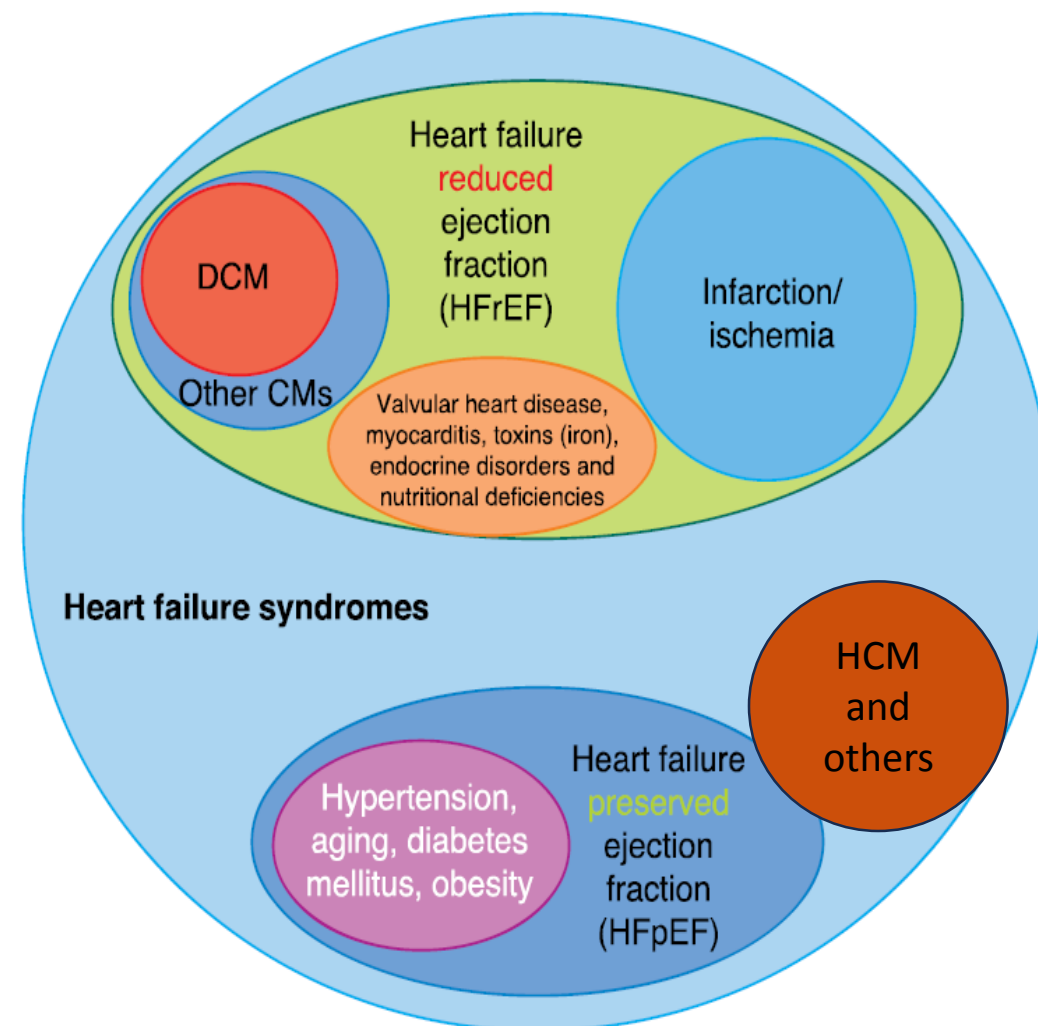 Heart failure
reduced
ejection
fraction
(HFrEF)
DCM
Other CMs
Infarction/
ischemia
Valvular heart disease,
myocarditis, toxins (iron),
endocrine disorders and
nutritional deficiencies
Heart failure syndromes
HCM
and
others
Hypertension,
aging, diabetes
mellitus, obesity
Heart failure
preserved
ejection
fraction
(HFpEF)